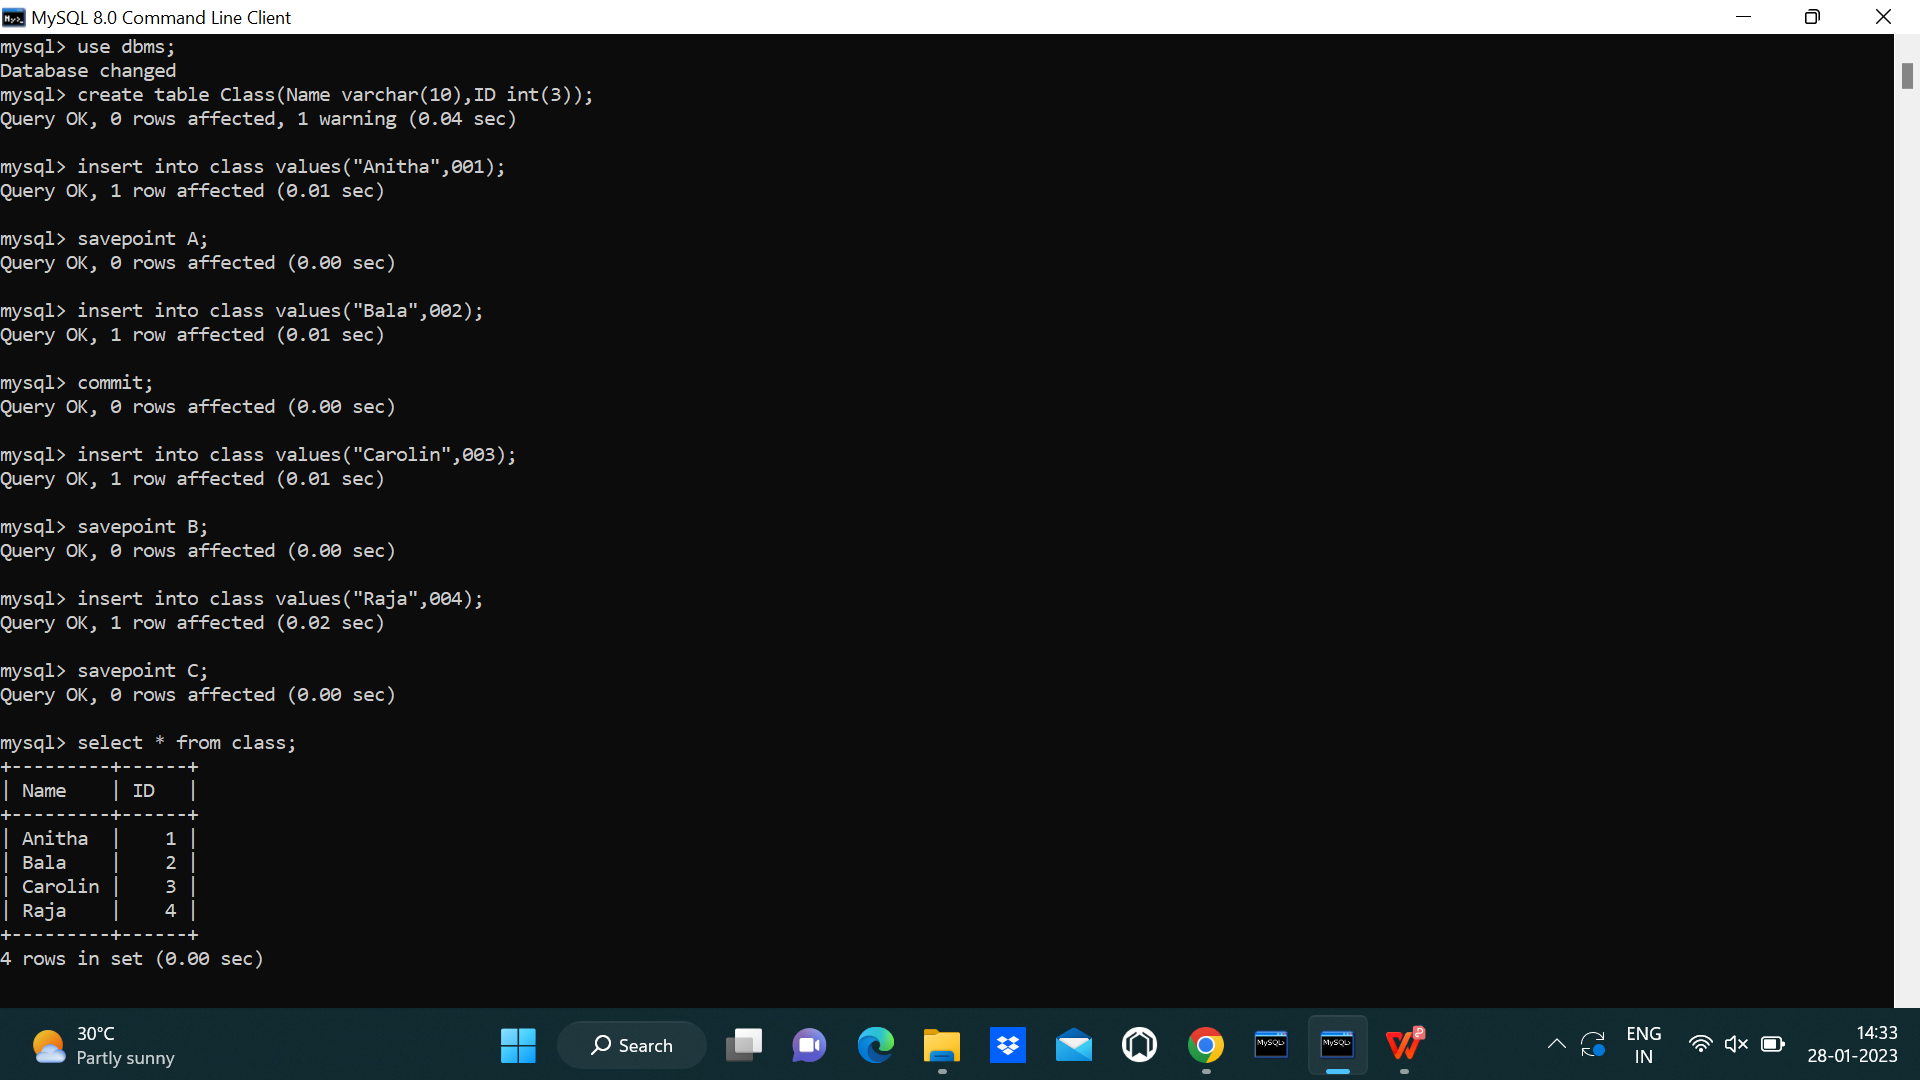 MySQL 8.0 Command Line Client
mysql> use dbms;
Database changed
mysql> create table Class(Name varchar(10),ID int(3));
Query OK, 0 rows affected, 1 warning (0.04 sec)
mysql> insert into class values("Anitha",001);
Query OK, 1 row affected (0.01 sec)
mysql> savepoint A;
Query OK, 0 rows affected (0.00 sec)
mysql> insert into class values("Bala",002);
Query OK, 1 row affected (0.01 sec)
mysql> commit;
Query OK, 0 rows affected (0.00 sec)
mysql> insert into class values("Carolin",003);
Query OK, 1 row affected (0.01 sec)
mysql> savepoint B;
Query OK, 0 rows affected (0.00 sec)
mysql> insert into class values("Raja",004);
Query OK, 1 row affected (0.02 sec)
mysql> savepoint C;
Query OK, 0 rows affected (0.00 sec)
mysql> select * from class;
+---------+------+
| Name    | ID   |
+---------+------+
| Anitha  |    1 |
| Bala    |    2 |
| Carolin |    3 |
| Raja    |    4 |
+---------+------+
4 rows in set (0.00 sec)
30°C
Partly sunny
Search
MySQL>
MySQL>
ENG
IN
14:33
28-01-2023